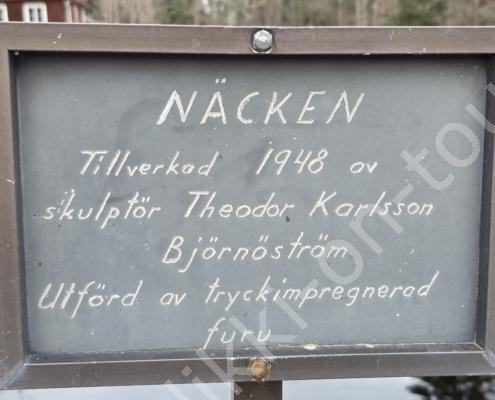 NÄCKEN
Tillverkad 1948 av
skulptör Theodor Karlsson
Björnöström
Utförd av tryckimpregnerad
furu